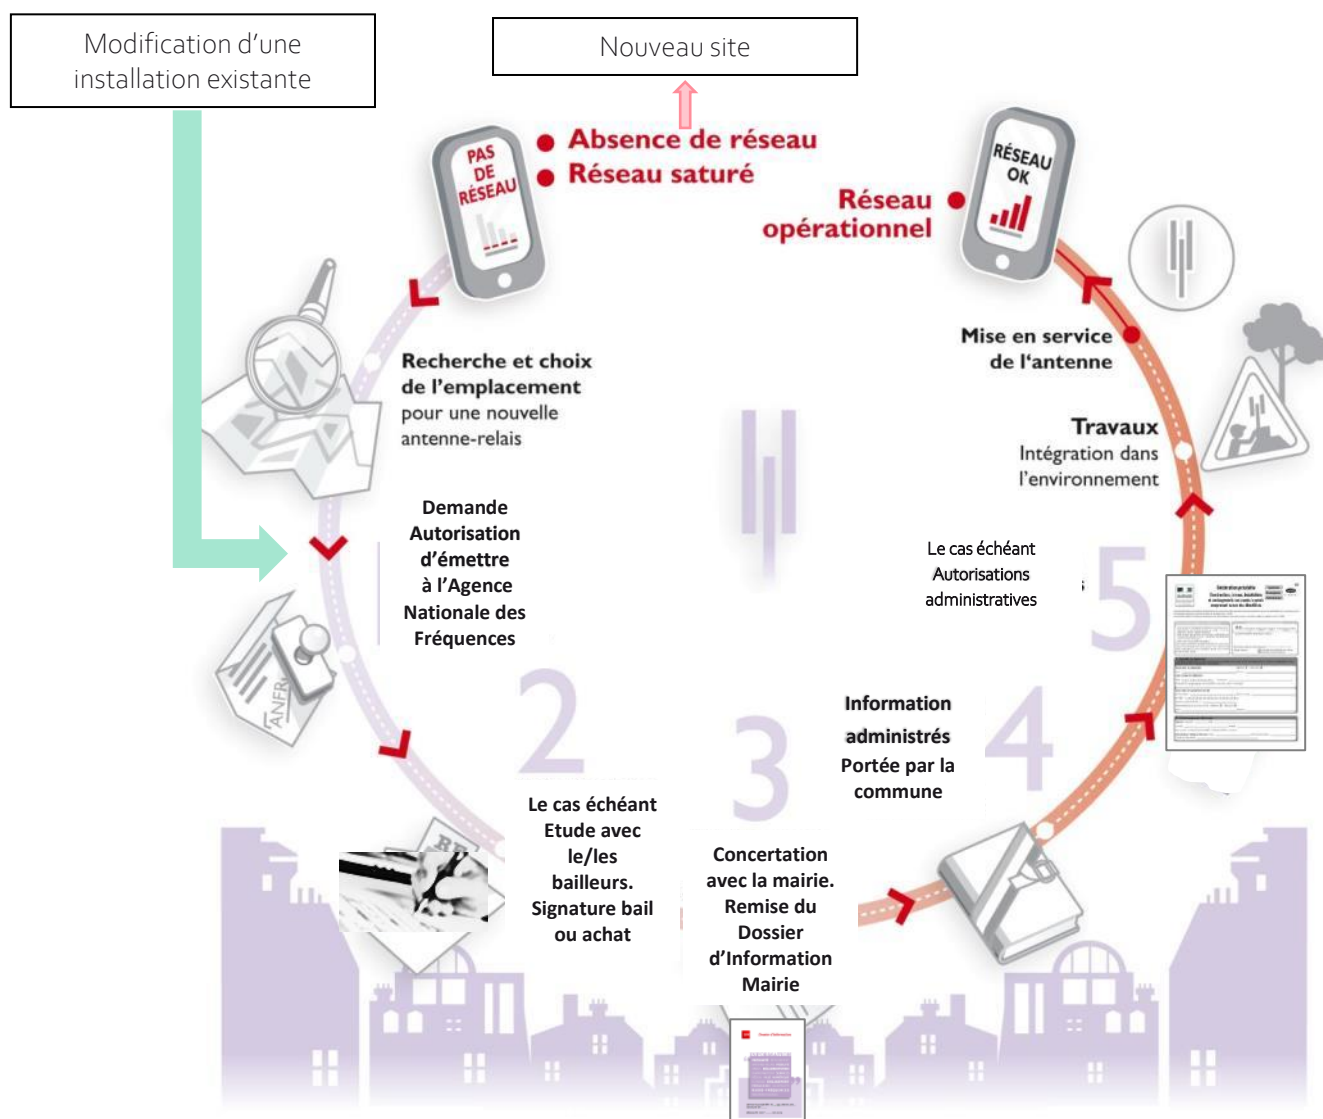 Modification d’une
installation existante
Nouveau site
PAS
DE
RÉSEAU
Absence de réseau
Réseau saturé
RÉSEAU
OK
Réseau
opérationnel
Recherche et choix
de l’emplacement
pour une nouvelle
antenne-relais
Mise en service
de l‘antenne
Travaux
Intégration dans
l’environnement
Demande
Autorisation
d’émettre
à l’Agence
Nationale des
Fréquences
ANFR
Le cas échéant
Autorisations
administratives
5
2
Le cas échéant
Etude avec
le/les
bailleurs.
Signature bail
ou achat
3
Concertation
avec la mairie.
Remise du
Dossier
d’Information
Mairie
4
Information
administrés
Portée par la
commune